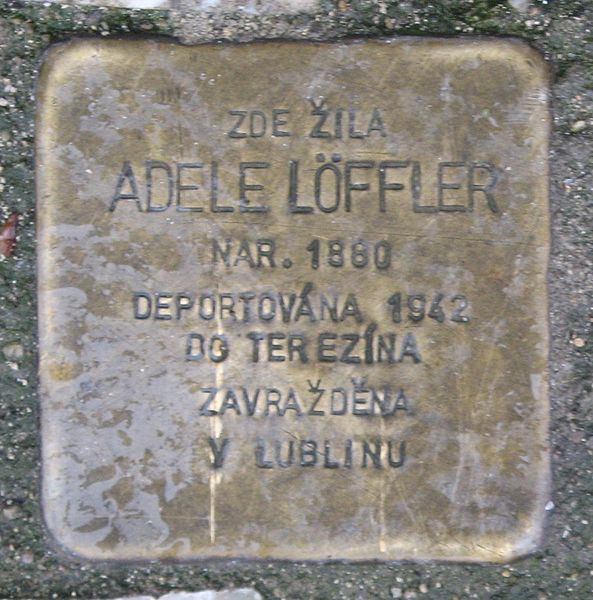 ZDE ŽILA
ADELE LÖFFLER
NAR. 1880
DEPORTOVÁNA 1942
DO TEREZÍNA
ZAVRAŽDĚNA
V LUBLINU